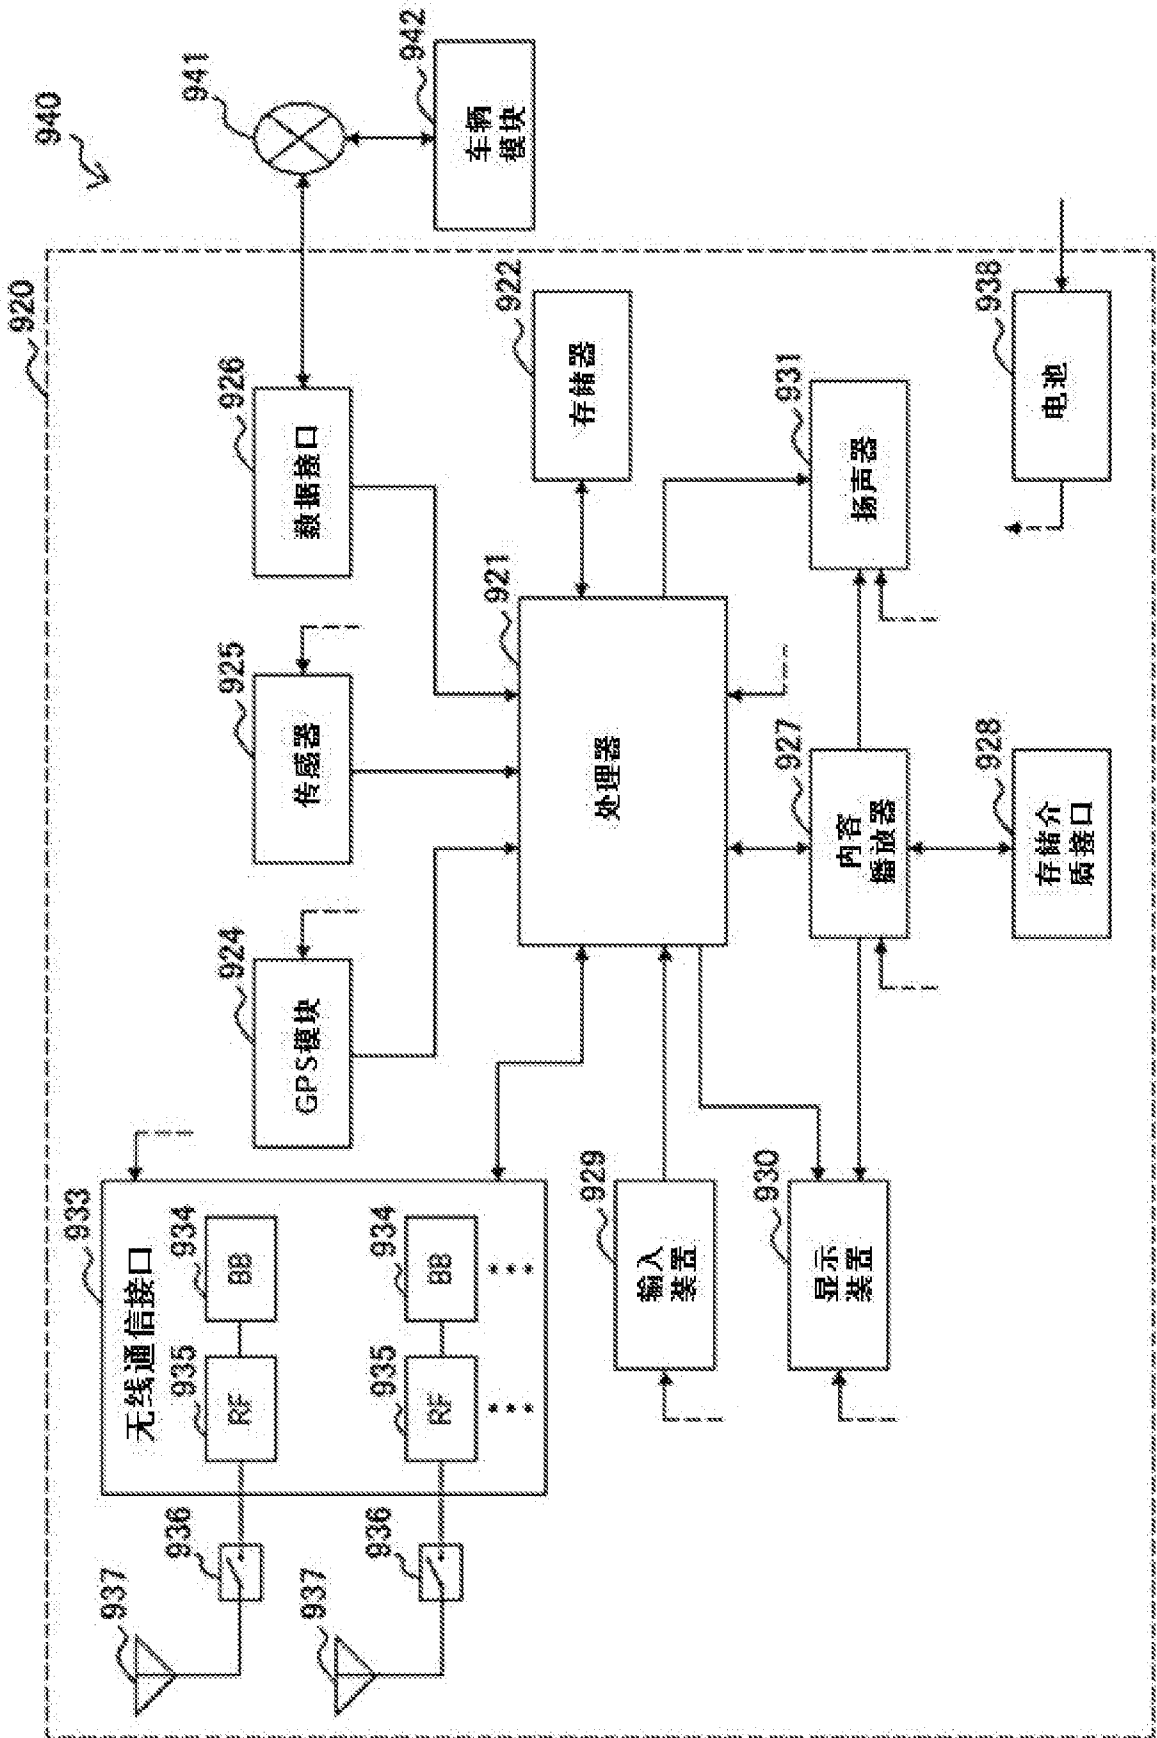 940
920
941
942
车辆
模块
926
数据接口
922
存储器
938
电池
931
扬声器
925
传感器
921
处理器
927
内容
播放器
928
存储介
质接口
924
GPS模块
933
无线通信接口
934
BB
935
RF
934
BB
935
RF
929
输入
装置
930
显示
装置
936
936
937
937